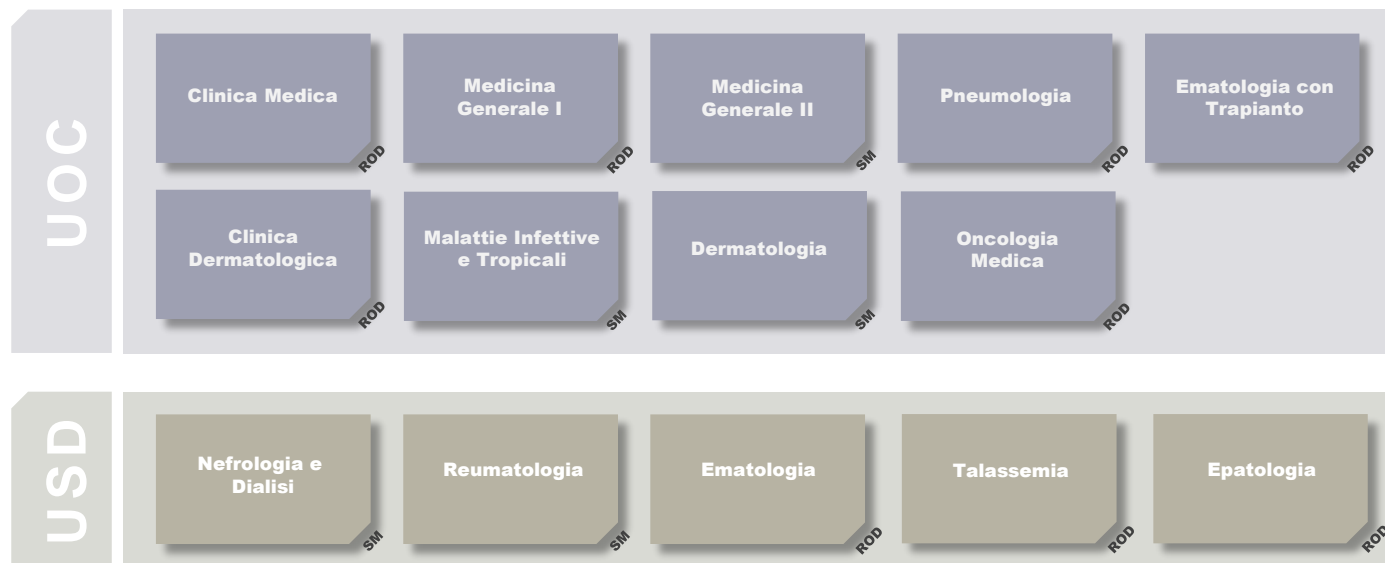 UOC
Clinica Medica
ROD
Medicina
Generale I
ROD
Medicina
Generale II
SM
Pneumologia
ROD
Ematologia con
Trapianto
ROD
Clinica
Dermatologica
ROD
Malattie Infettive
e Tropicali
SM
Dermatologia
SM
Oncologia
Medica
ROD
USD
Nefrologia e
Dialisi
SM
Reumatologia
SM
Ematologia
ROD
Talassemia
ROD
Epatologia
ROD